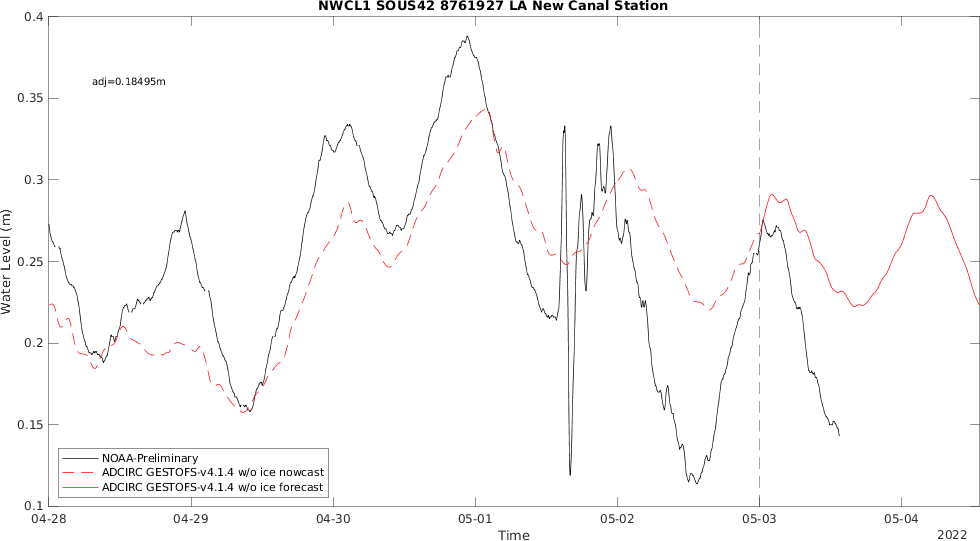 NWCL1 SOUS42 8761927 LA New Canal Station
adj=0.18495m
0.4
0.35
0.3
0.25
0.2
0.15
0.1
Water Level (m)
NOAA-Preliminary
ADCIRC GESTOFS-v4.1.4 w/o ice nowcast
ADCIRC GESTOFS-v4.1.4 w/o ice forecast
04-28 04-29 04-30 05-01 05-02 05-03 05-04
Time
2022